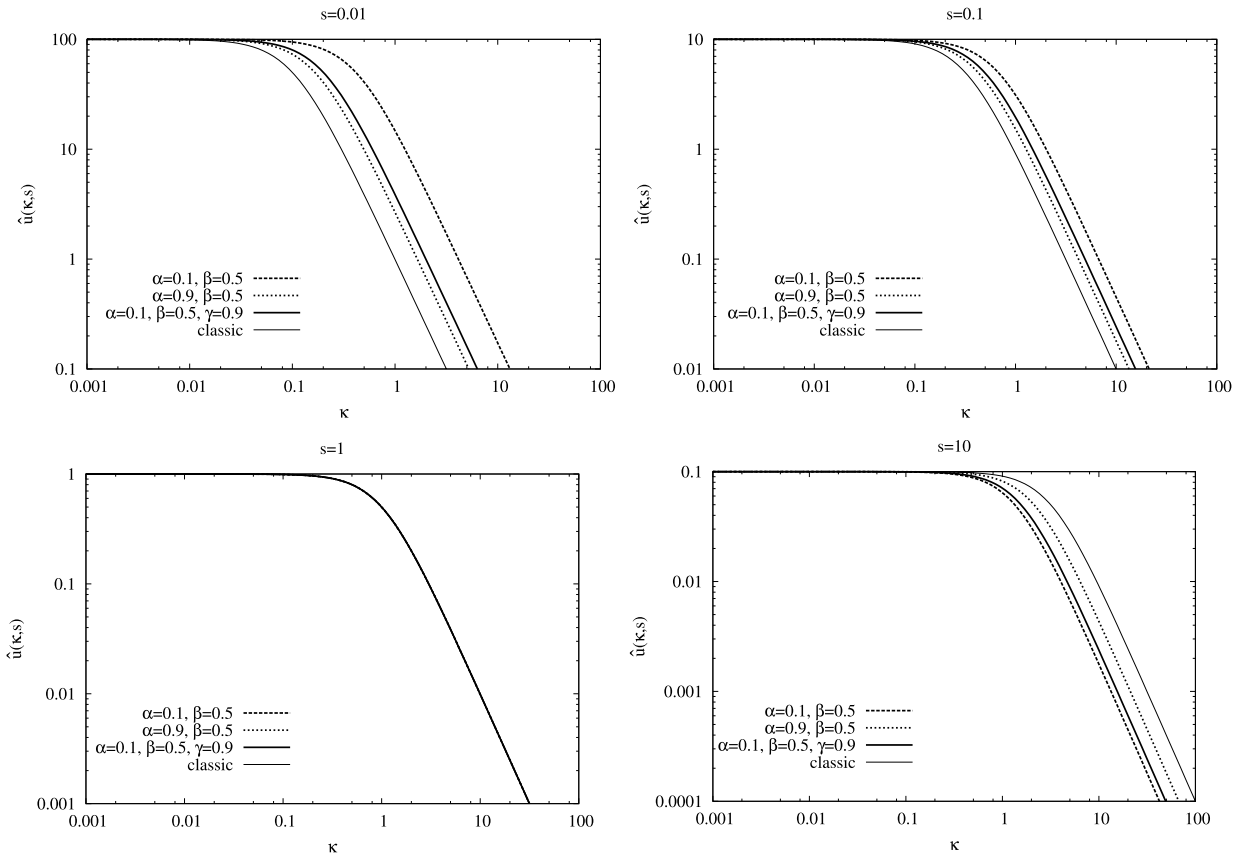 s=0.01
100
10
1
0.1
û(κ,s)
α=0.1, β=0.5
α=0.9, β=0.5
α=0.1, β=0.5, γ=0.9
classic
0.001 0.01 0.1 1 10 100
κ
s=0.1
10
1
0.1
0.01
û(κ,s)
α=0.1, β=0.5
α=0.9, β=0.5
α=0.1, β=0.5, γ=0.9
classic
0.001 0.01 0.1 1 10 100
κ
s=1
1
0.1
0.01
0.001
û(κ,s)
α=0.1, β=0.5
α=0.9, β=0.5
α=0.1, β=0.5, γ=0.9
classic
0.001 0.01 0.1 1 10 100
κ
s=10
0.1
0.01
0.001
0.0001
û(κ,s)
α=0.1, β=0.5
α=0.9, β=0.5
α=0.1, β=0.5, γ=0.9
classic
0.001 0.01 0.1 1 10 100
κ